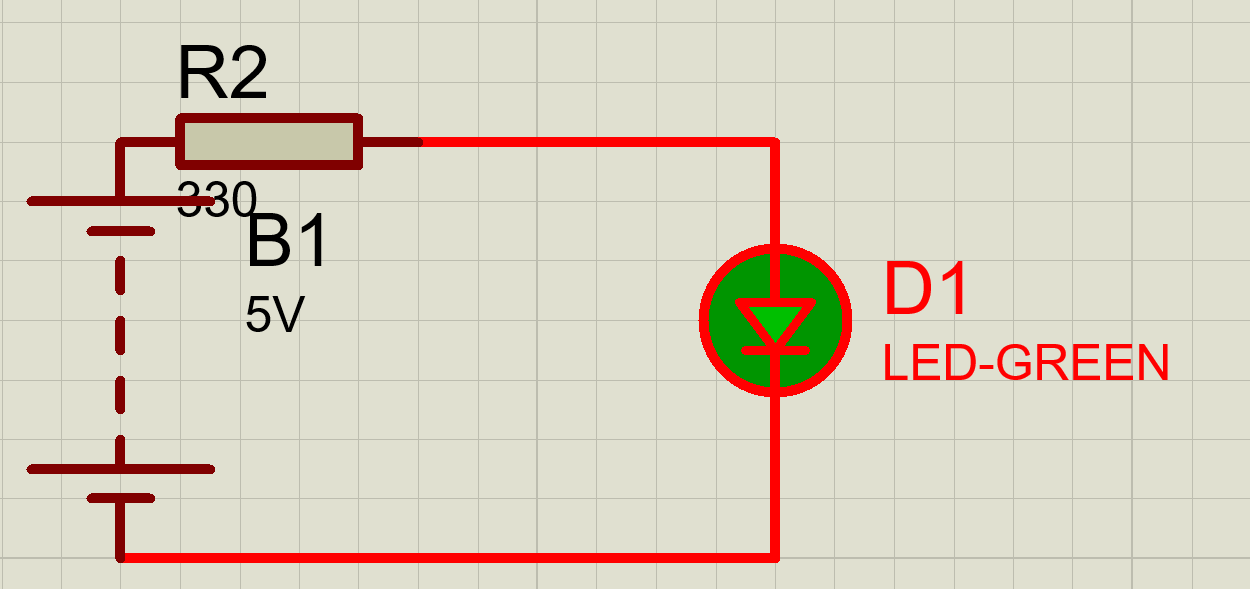 R2
330
B1
5V
D1
LED-GREEN